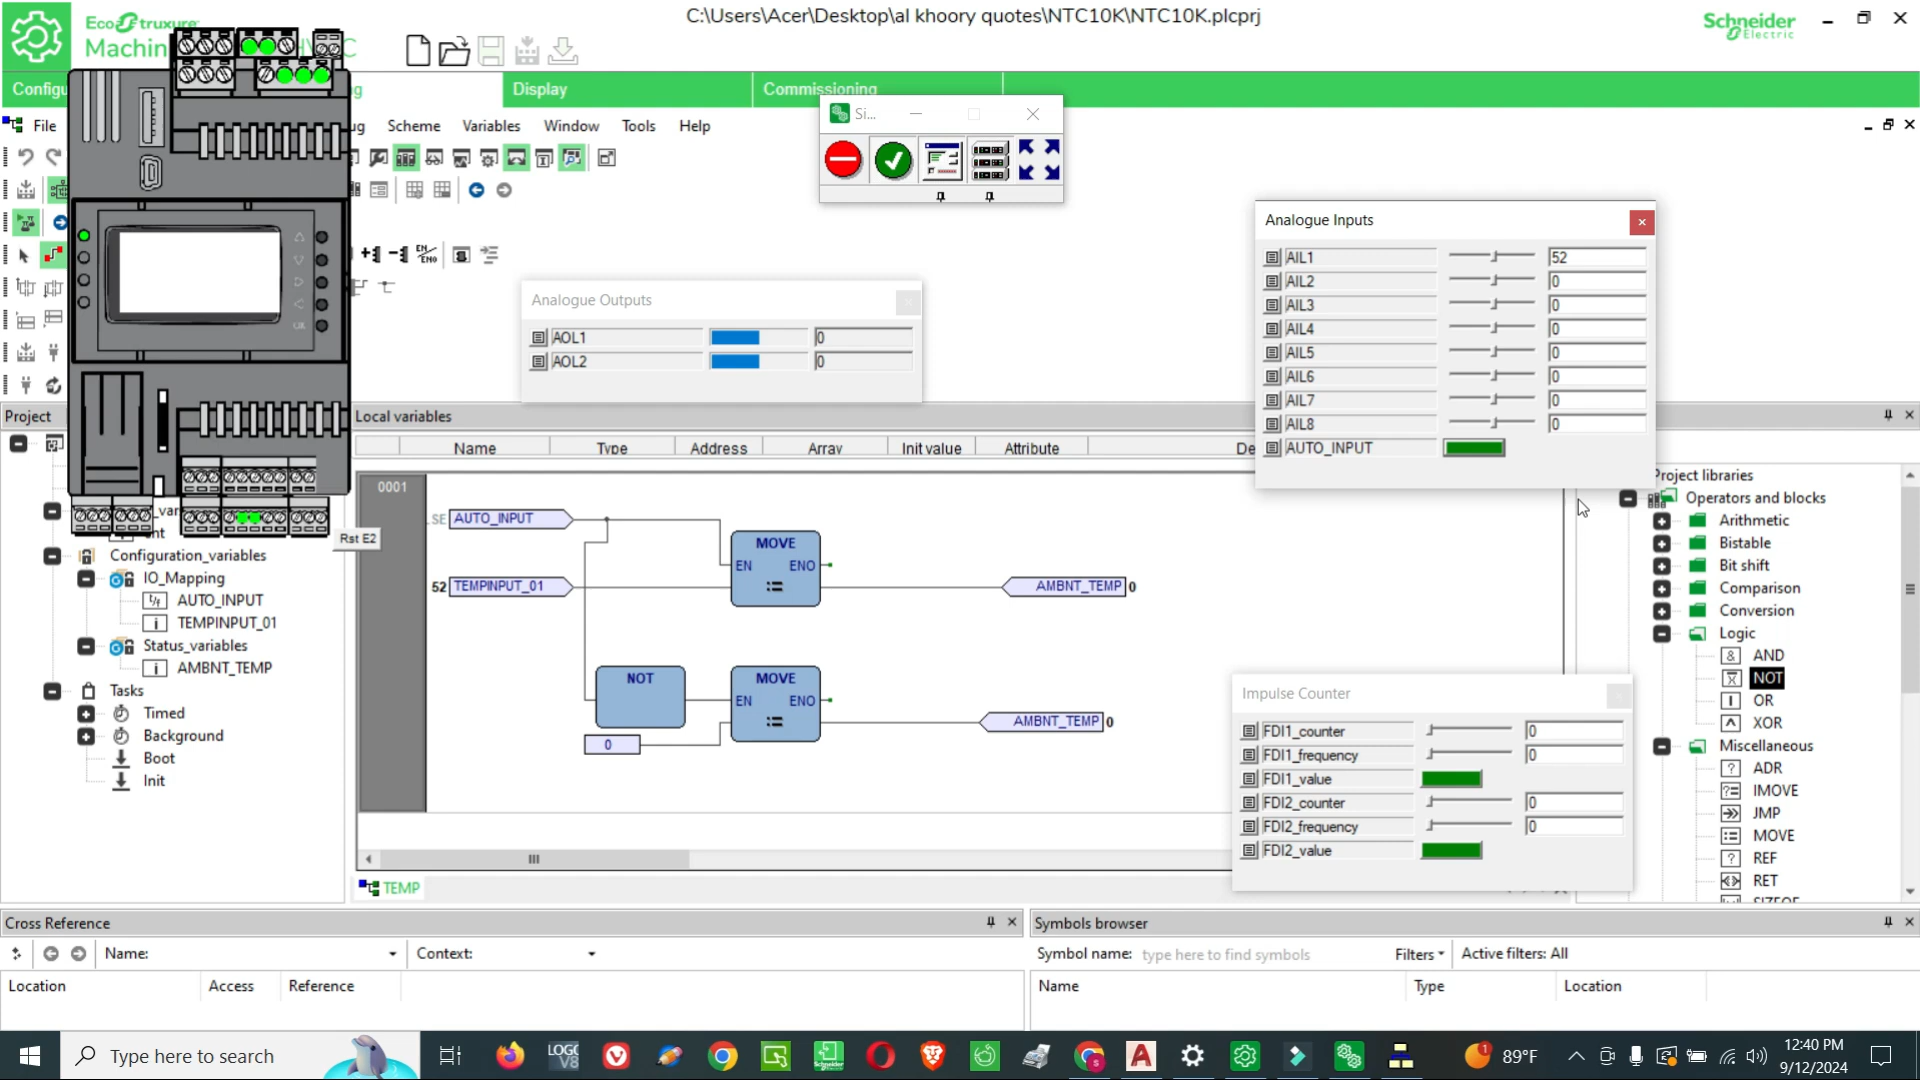 C:\Users\Acer\Desktop\al khoory quotes\NTC10K\NTC10K.plcprj
EcoStruxure
Machin
Schneider
Electric
Display
Commissioning
File
Scheme
Variables
Window
Tools
Help
Analogue Inputs
AIL1
52
AIL2
0
AIL3
0
AIL4
0
AIL5
0
AIL6
0
AIL7
0
AIL8
0
AUTO_INPUT
Analogue Outputs
AOL1
0
AOL2
0
Project
Local variables
Name
Type
Address
Array
Init value
Attribute
De
0001
SE
AUTO_INPUT
MOVE
EN
ENO
:=
52
TEMPINPUT_01
AMBNT_TEMP
0
NOT
MOVE
EN
ENO
:=
0
AMBNT_TEMP
0
Rst E2
Configuration_variables
IO_Mapping
AUTO_INPUT
TEMPINPUT_01
Status_variables
AMBNT_TEMP
Tasks
Timed
Background
Boot
Init
Impulse Counter
FDI1_counter
0
FDI1_frequency
0
FDI1_value
FDI2_counter
0
FDI2_frequency
0
FDI2_value
Project libraries
Operators and blocks
Arithmetic
Bistable
Bit shift
Comparison
Conversion
Logic
AND
NOT
OR
XOR
Miscellaneous
ADR
IMOVE
JMP
MOVE
REF
RET
TEMP
Cross Reference
Name:
Context:
Location
Access
Reference
Symbols browser
Symbol name:
type here to find symbols
Filters
Active filters: All
Name
Type
Location
Type here to search
89°F
12:40 PM
9/12/2024